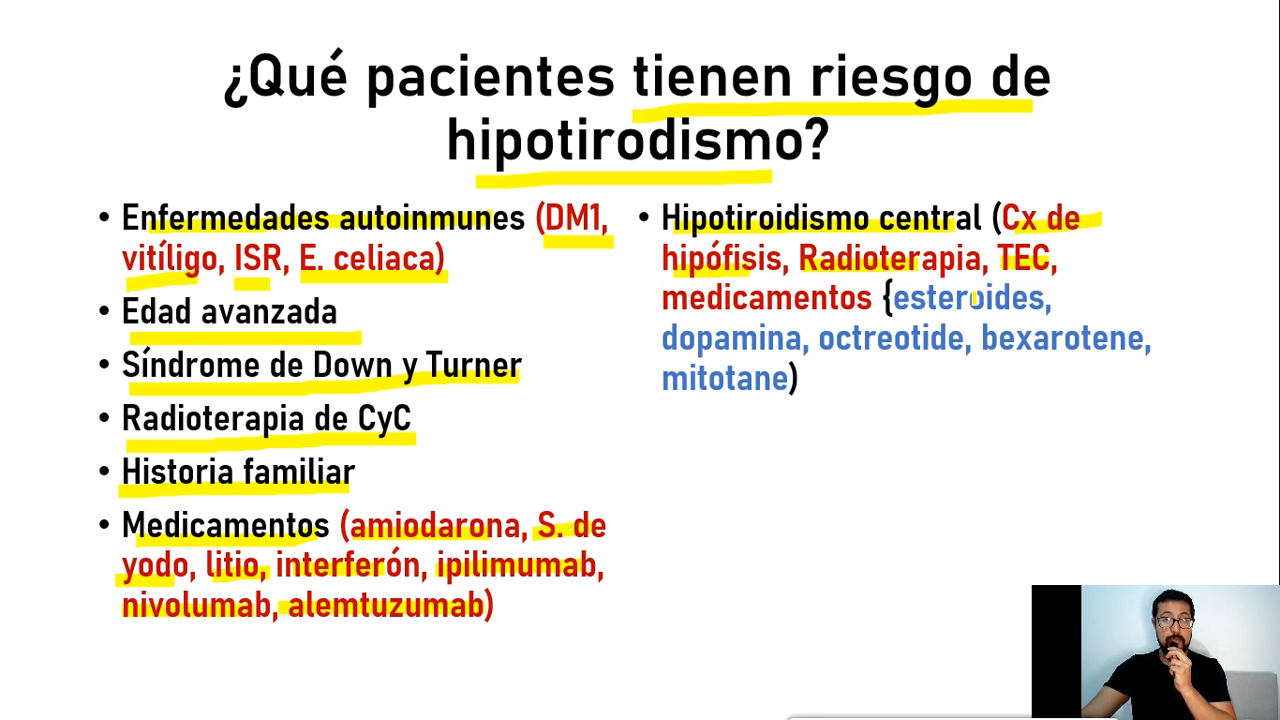 ¿Qué pacientes tienen riesgo de
hipotirodismo?
• Enfermedades autoinmunes (DM1,
vitíligo, ISR, E. celiaca)
• Edad avanzada
• Síndrome de Down y Turner
• Radioterapia de CyC
• Historia familiar
• Medicamentos (amiodarona, S. de
yodo, litio, interferón, ipilimumab,
nivolumab, alemtuzumab)
• Hipotiroidismo central (Cx de
hipófisis, Radioterapia, TEC,
medicamentos {esteroides,
dopamina, octreotide, bexarotene,
mitotane)